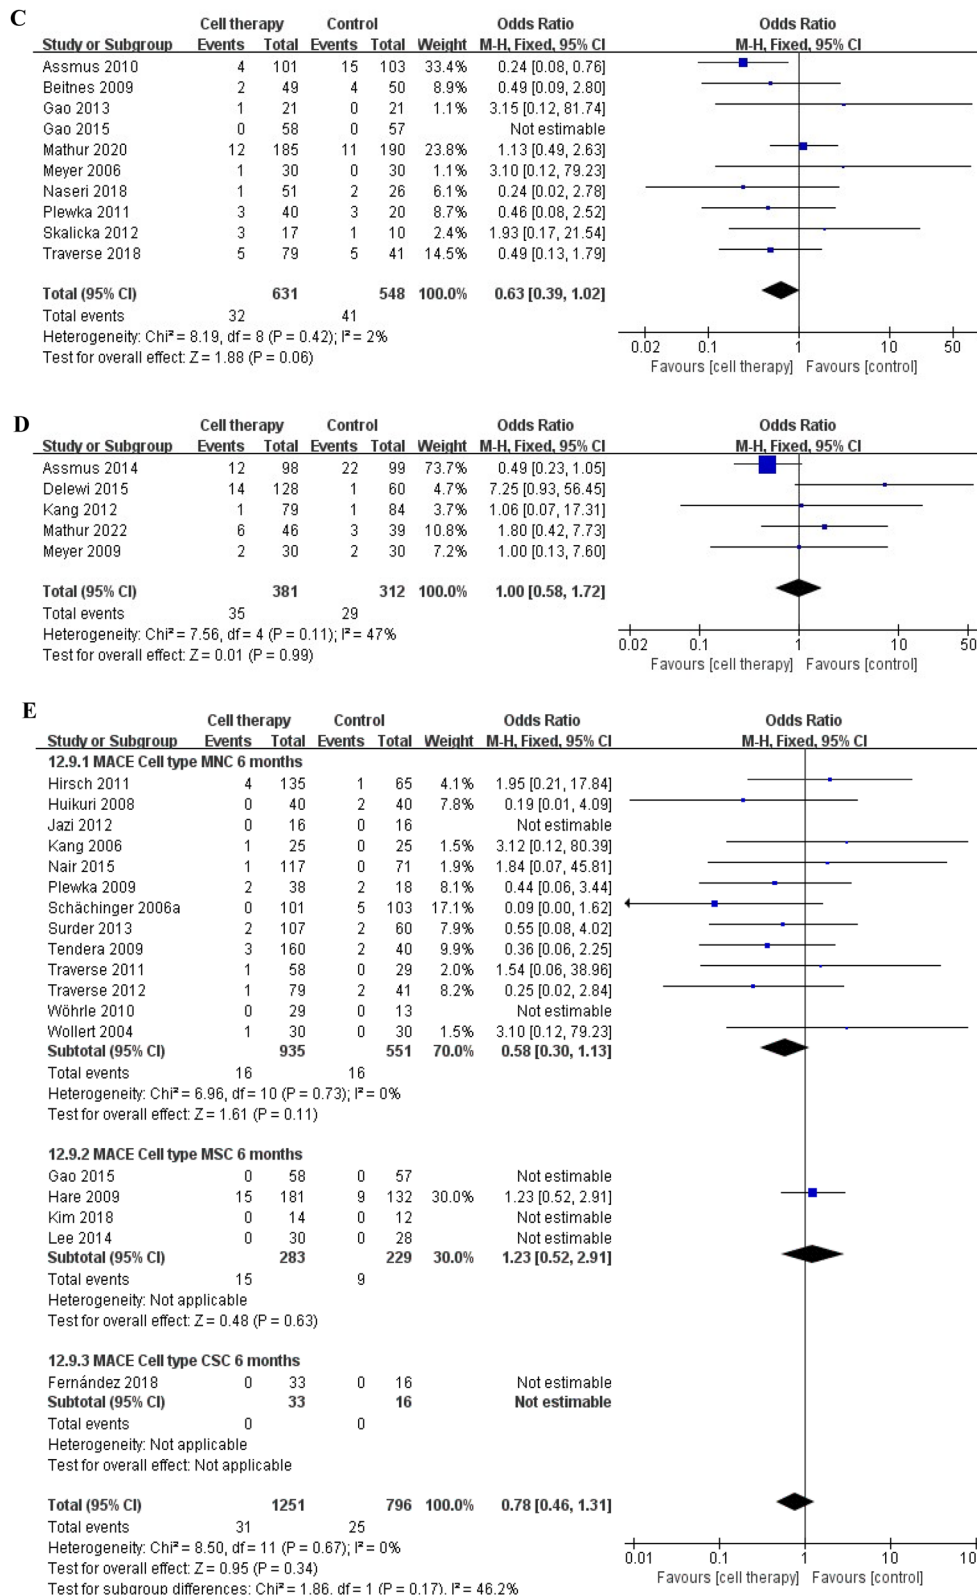 C
Cell therapy Control Odds Ratio Odds Ratio
Study or Subgroup Events Total Events Total Weight M-H, Fixed, 95% CI M-H, Fixed, 95% CI
Assmus 2010 4 101 15 103 33.4% 0.24 [0.08, 0.76]
Beitnes 2009 2 49 4 50 8.9% 0.49 [0.09, 2.80]
Gao 2013 1 21 0 21 1.1% 3.15 [0.12, 81.74]
Gao 2015 0 58 0 57 Not estimable
Mathur 2020 12 185 11 190 23.8% 1.13 [0.49, 2.63]
Meyer 2006 1 30 0 30 1.1% 3.10 [0.12, 79.23]
Naseri 2018 1 51 2 26 6.1% 0.24 [0.02, 2.78]
Plewka 2011 3 40 3 20 8.7% 0.46 [0.08, 2.52]
Skalicka 2012 3 17 1 10 2.4% 1.93 [0.17, 21.54]
Traverse 2018 5 79 5 41 14.5% 0.49 [0.13, 1.79]
Total (95% CI) 631 548 100.0% 0.63 [0.39, 1.02]
Total events 32 41
Heterogeneity: Chi² = 8.19, df = 8 (P = 0.42); I² = 2%
Test for overall effect: Z = 1.88 (P = 0.06)
0.02 0.1 1 10 50
Favours [cell therapy] Favours [control]
D
Cell therapy Control Odds Ratio Odds Ratio
Study or Subgroup Events Total Events Total Weight M-H, Fixed, 95% CI M-H, Fixed, 95% CI
Assmus 2014 12 98 22 99 73.7% 0.49 [0.23, 1.05]
Delewi 2015 14 128 1 60 4.7% 7.25 [0.93, 56.45]
Kang 2012 1 79 1 84 3.7% 1.06 [0.07, 17.31]
Mathur 2022 6 46 3 39 10.8% 1.80 [0.42, 7.73]
Meyer 2009 2 30 2 30 7.2% 1.00 [0.13, 7.60]
Total (95% CI) 381 312 100.0% 1.00 [0.58, 1.72]
Total events 35 29
Heterogeneity: Chi² = 7.56, df = 4 (P = 0.11); I² = 47%
Test for overall effect: Z = 0.01 (P = 0.99)
0.02 0.1 1 10 50
Favours [cell therapy] Favours [control]
E
Cell therapy Control Odds Ratio Odds Ratio
Study or Subgroup Events Total Events Total Weight M-H, Fixed, 95% CI M-H, Fixed, 95% CI
12.9.1 MACE Cell type MNC 6 months
Hirsch 2011 4 135 1 65 4.1% 1.95 [0.21, 17.84]
Huikuri 2008 0 40 2 40 7.8% 0.19 [0.01, 4.09]
Jazi 2012 0 16 0 16 Not estimable
Kang 2006 1 25 0 25 1.5% 3.12 [0.12, 80.39]
Nair 2015 1 117 0 71 1.9% 1.84 [0.07, 45.81]
Plewka 2009 2 38 2 18 8.1% 0.44 [0.06, 3.44]
Schächinger 2006a 0 101 5 103 17.1% 0.09 [0.00, 1.62]
Surder 2013 2 107 2 60 7.9% 0.55 [0.08, 4.02]
Tendera 2009 3 160 2 40 9.9% 0.36 [0.06, 2.25]
Traverse 2011 1 58 0 29 2.0% 1.54 [0.06, 38.96]
Traverse 2012 1 79 2 41 8.2% 0.25 [0.02, 2.84]
Wöhrle 2010 0 29 0 13 Not estimable
Wollert 2004 1 30 0 30 1.5% 3.10 [0.12, 79.23]
Subtotal (95% CI) 935 551 70.0% 0.58 [0.30, 1.13]
Total events 16 16
Heterogeneity: Chi² = 6.96, df = 10 (P = 0.73); I² = 0%
Test for overall effect: Z = 1.61 (P = 0.11)
12.9.2 MACE Cell type MSC 6 months
Gao 2015 0 58 0 57 Not estimable
Hare 2009 15 181 9 132 30.0% 1.23 [0.52, 2.91]
Kim 2018 0 14 0 12 Not estimable
Lee 2014 0 30 0 28 Not estimable
Subtotal (95% CI) 283 229 30.0% 1.23 [0.52, 2.91]
Total events 15 9
Heterogeneity: Not applicable
Test for overall effect: Z = 0.48 (P = 0.63)
12.9.3 MACE Cell type CSC 6 months
Fernández 2018 0 33 0 16 Not estimable
Subtotal (95% CI) 33 16 Not estimable
Total events 0 0
Heterogeneity: Not applicable
Test for overall effect: Not applicable
Total (95% CI) 1251 796 100.0% 0.78 [0.46, 1.31]
Total events 31 25
Heterogeneity: Chi² = 8.50, df = 11 (P = 0.67); I² = 0%
Test for overall effect: Z = 0.95 (P = 0.34)
Test for subgroup differences: Chi² = 1.86, df = 1 (P = 0.17), I² = 46.2%
0.01 0.1 1 10
Favours [cell therapy] Favours [control]